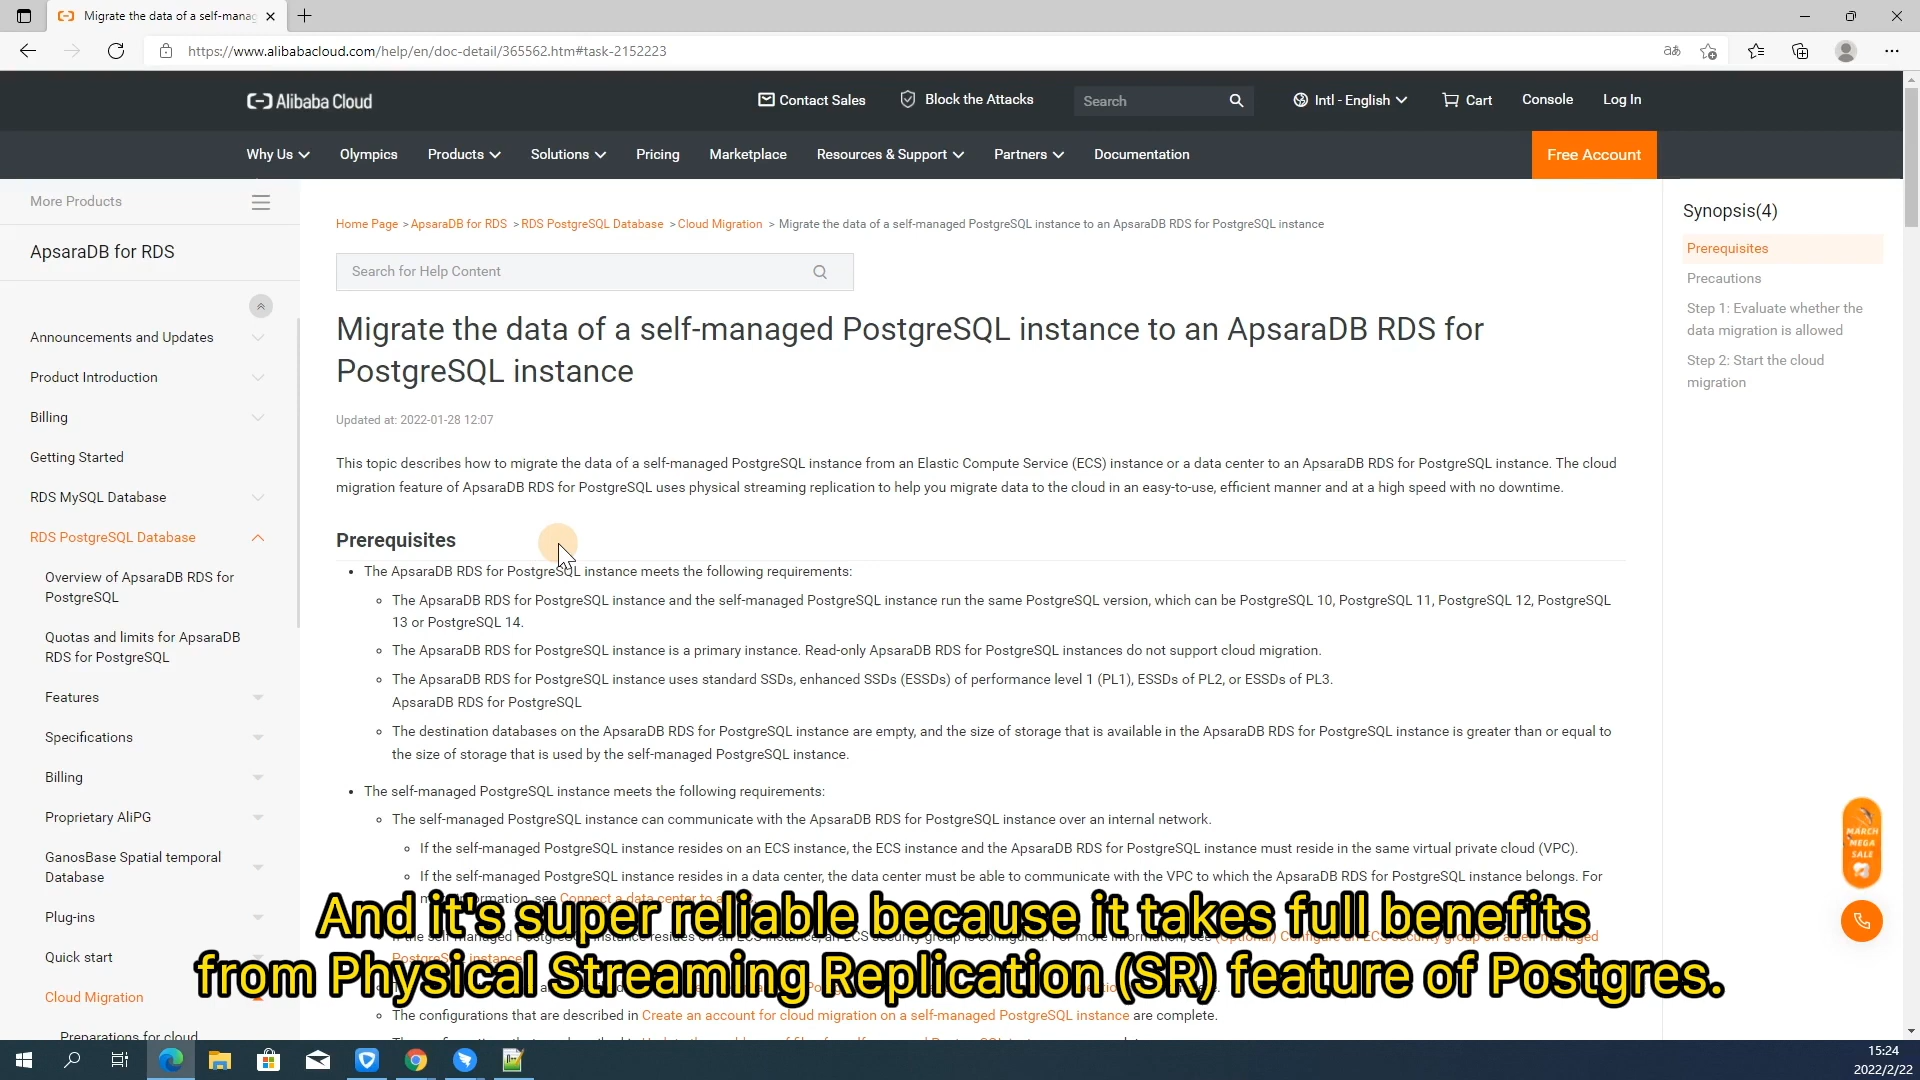 Migrate the data of a self-manag
https://www.alibabacloud.com/help/en/doc-detail/365562.htm#task-2152223
Alibaba Cloud
Contact Sales
Block the Attacks
Search
Intl - English
Cart
Console
Log In
Why Us
Olympics
Products
Solutions
Pricing
Marketplace
Resources & Support
Partners
Documentation
Free Account
More Products
ApsaraDB for RDS
Announcements and Updates
Product Introduction
Billing
Getting Started
RDS MySQL Database
RDS PostgreSQL Database
Overview of ApsaraDB RDS for
PostgreSQL
Quotas and limits for ApsaraDB
RDS for PostgreSQL
Features
Specifications
Billing
Proprietary AliPG
GanosBase Spatial temporal
Database
Plug-ins
Quick start
Cloud Migration
Preparations for cloud
Home Page > ApsaraDB for RDS > RDS PostgreSQL Database > Cloud Migration > Migrate the data of a self-managed PostgreSQL instance to an ApsaraDB RDS for PostgreSQL instance
Search for Help Content
Migrate the data of a self-managed PostgreSQL instance to an ApsaraDB RDS for
PostgreSQL instance
Updated at: 2022-01-28 12:07
This topic describes how to migrate the data of a self-managed PostgreSQL instance from an Elastic Compute Service (ECS) instance or a data center to an ApsaraDB RDS for PostgreSQL instance. The cloud
migration feature of ApsaraDB RDS for PostgreSQL uses physical streaming replication to help you migrate data to the cloud in an easy-to-use, efficient manner and at a high speed with no downtime.
Prerequisites
• The ApsaraDB RDS for PostgreSQL instance meets the following requirements:
The ApsaraDB RDS for PostgreSQL instance and the self-managed PostgreSQL instance run the same PostgreSQL version, which can be PostgreSQL 10, PostgreSQL 11, PostgreSQL 12, PostgreSQL
13 or PostgreSQL 14.
The ApsaraDB RDS for PostgreSQL instance is a primary instance. Read-only ApsaraDB RDS for PostgreSQL instances do not support cloud migration.
The ApsaraDB RDS for PostgreSQL instance uses standard SSDs, enhanced SSDs (ESSDs) of performance level 1 (PL1), ESSDs of PL2, or ESSDs of PL3.
ApsaraDB RDS for PostgreSQL
The destination databases on the ApsaraDB RDS for PostgreSQL instance are empty, and the size of storage that is available in the ApsaraDB RDS for PostgreSQL instance is greater than or equal to
the size of storage that is used by the self-managed PostgreSQL instance.
• The self-managed PostgreSQL instance meets the following requirements:
The self-managed PostgreSQL instance can communicate with the ApsaraDB RDS for PostgreSQL instance over an internal network.
If the self-managed PostgreSQL instance resides on an ECS instance, the ECS instance and the ApsaraDB RDS for PostgreSQL instance must reside in the same virtual private cloud (VPC).
If the self-managed PostgreSQL instance resides in a data center, the data center must be able to communicate with the VPC to which the ApsaraDB RDS for PostgreSQL instance belongs. For
And it's super reliable because it takes full benefits
from Physical Streaming Replication (SR) feature of Postgres.
The configurations that are described in Create an account for cloud migration on a self-managed PostgreSQL instance are complete.
Synopsis(4)
Prerequisites
Precautions
Step 1: Evaluate whether the
data migration is allowed
Step 2: Start the cloud
migration
MARCH
MEGA
SALE
15:24
2022/2/22